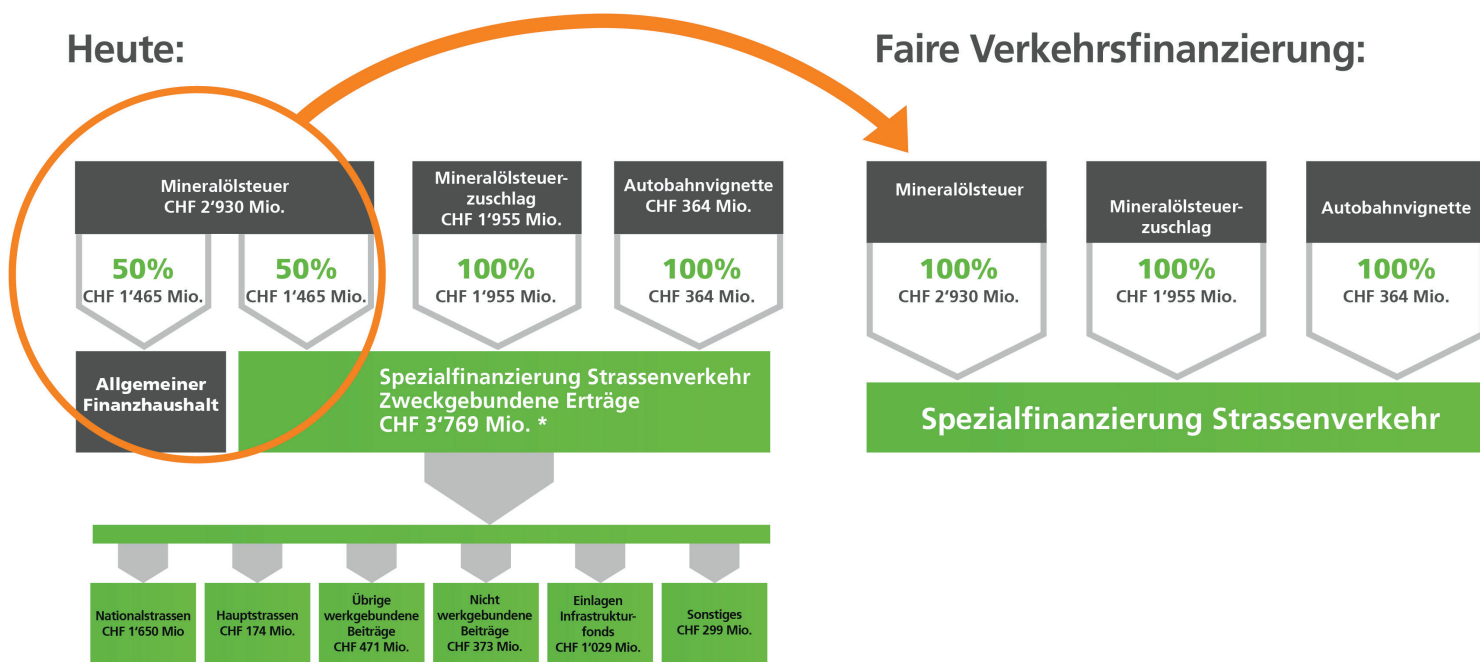 Heute:
Mineralölsteuer
CHF 2’930 Mio.
Mineralölsteuer-
zuschlag
CHF 1’955 Mio.
Autobahnvignette
CHF 364 Mio.
50%
CHF 1’465 Mio.
50%
CHF 1’465 Mio.
100%
CHF 1’955 Mio.
100%
CHF 364 Mio.
Allgemeiner
Finanzhaushalt
Spezialfinanzierung Strassenverkehr
Zweckgebundene Erträge
CHF 3’769 Mio. *
Nationalstrassen
CHF 1’650 Mio
Hauptstrassen
CHF 174 Mio.
Übrige
werkgebundene
Beiträge
CHF 471 Mio.
Nicht
werkgebundene
Beiträge
CHF 373 Mio.
Einlagen
Infrastruktur-
fonds
CHF 1’029 Mio.
Sonstiges
CHF 299 Mio.
Faire Verkehrsfinanzierung:
Mineralölsteuer
Mineralölsteuer-
zuschlag
Autobahnvignette
100%
CHF 2’930 Mio.
100%
CHF 1’955 Mio.
100%
CHF 364 Mio.
Spezialfinanzierung Strassenverkehr